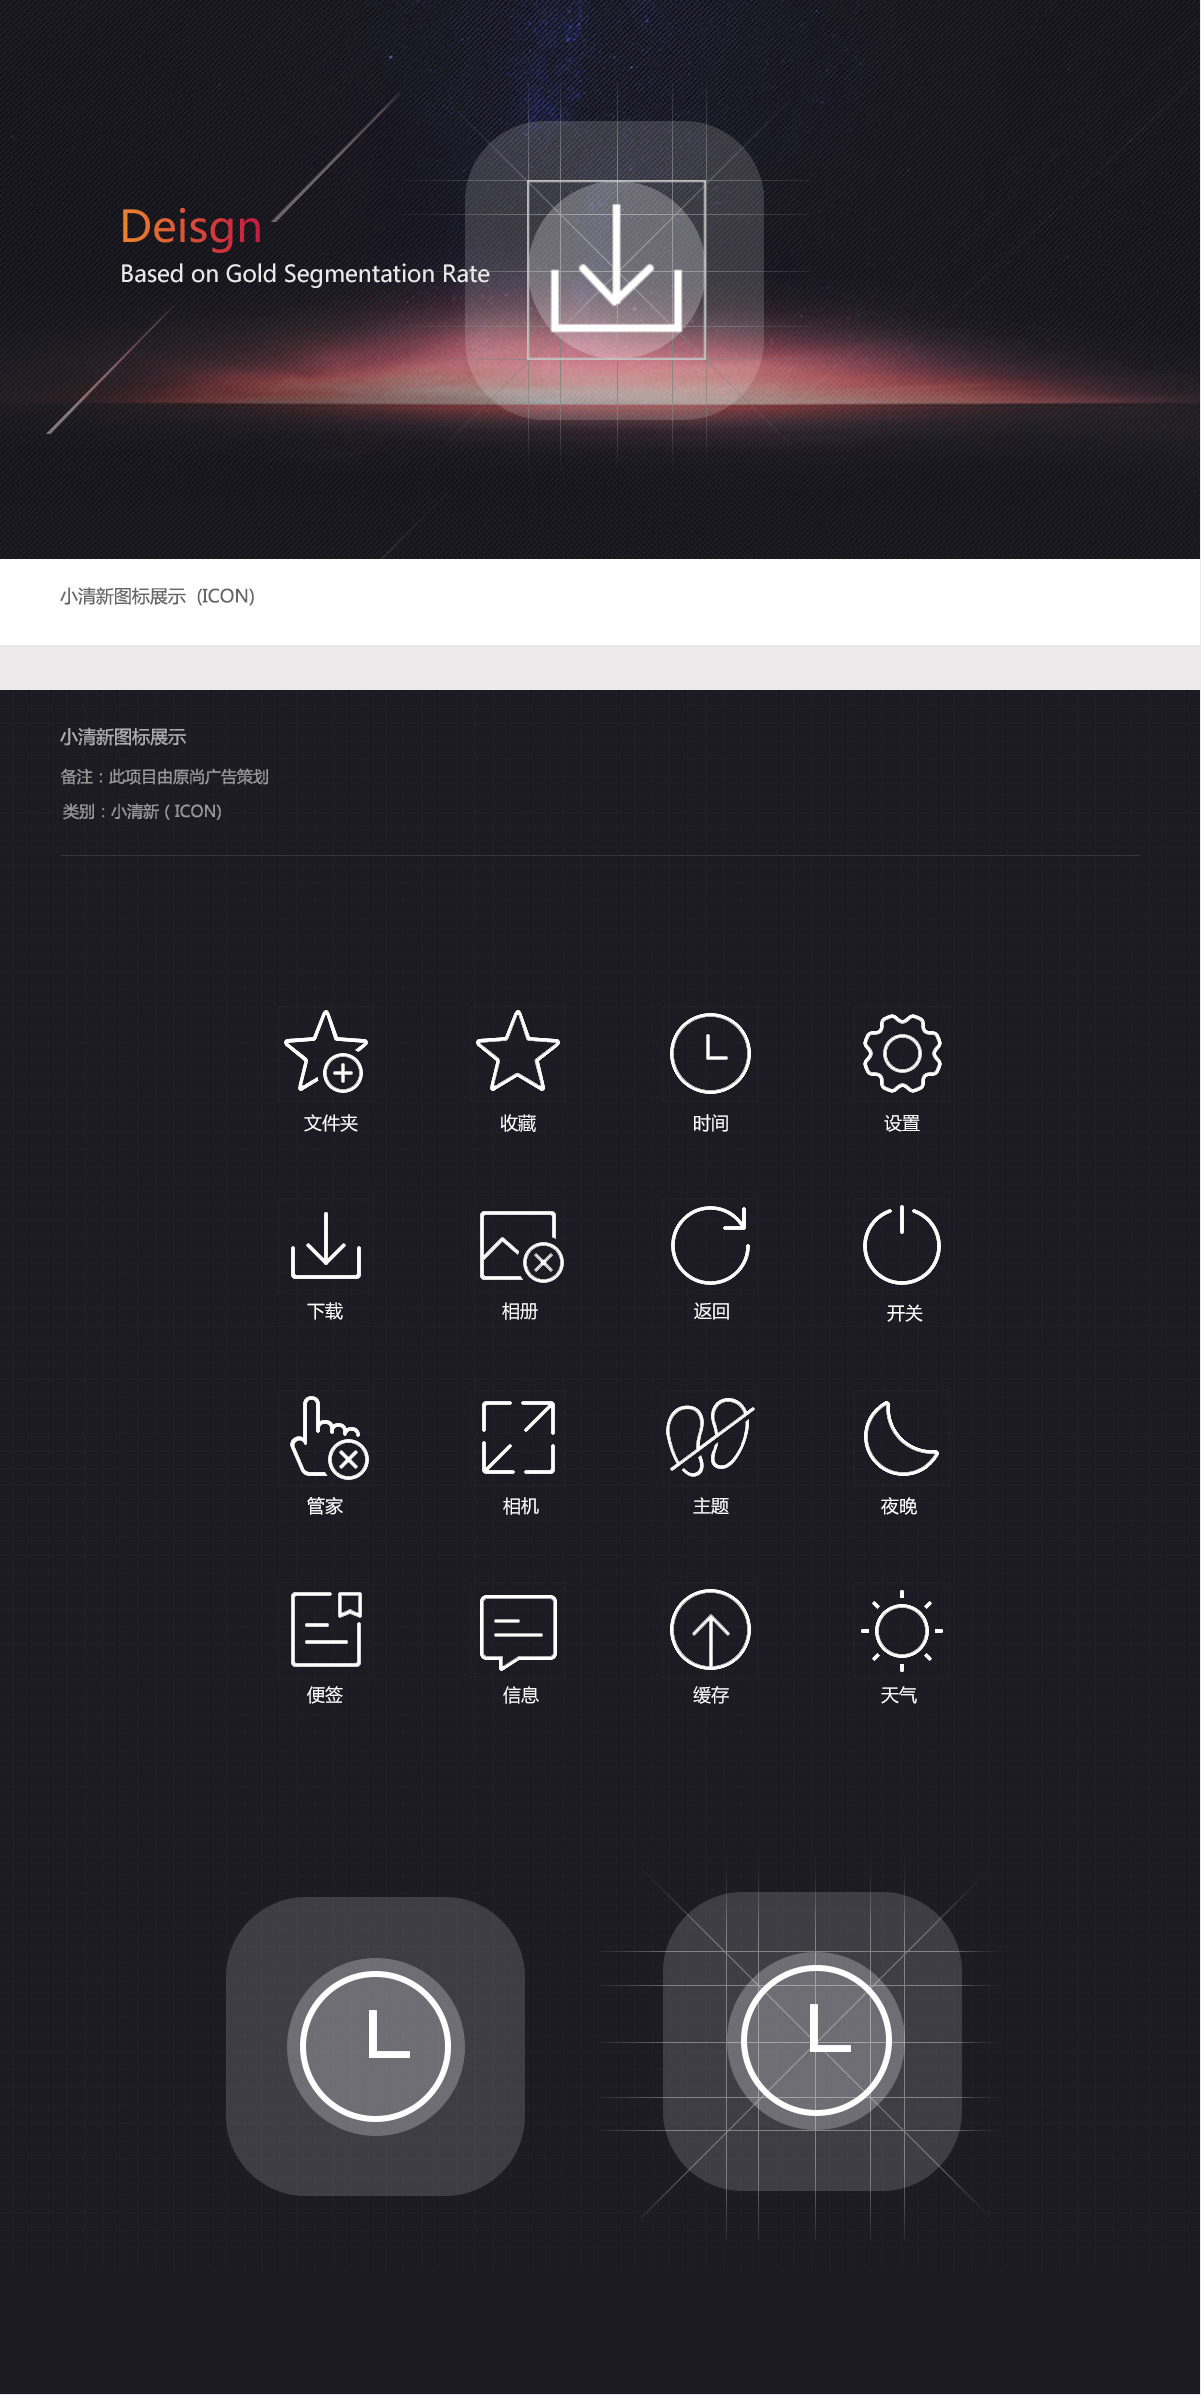 Deisgn
Based on Gold Segmentation Rate
小清新图标展示 (ICON)
小清新图标展示
备注：此项目由原尚广告策划
类别：小清新 ( ICON)
文件夹 收藏 时间 设置
下载 相册 返回 开关
管家 相机 主题 夜晚
便签 信息 缓存 天气